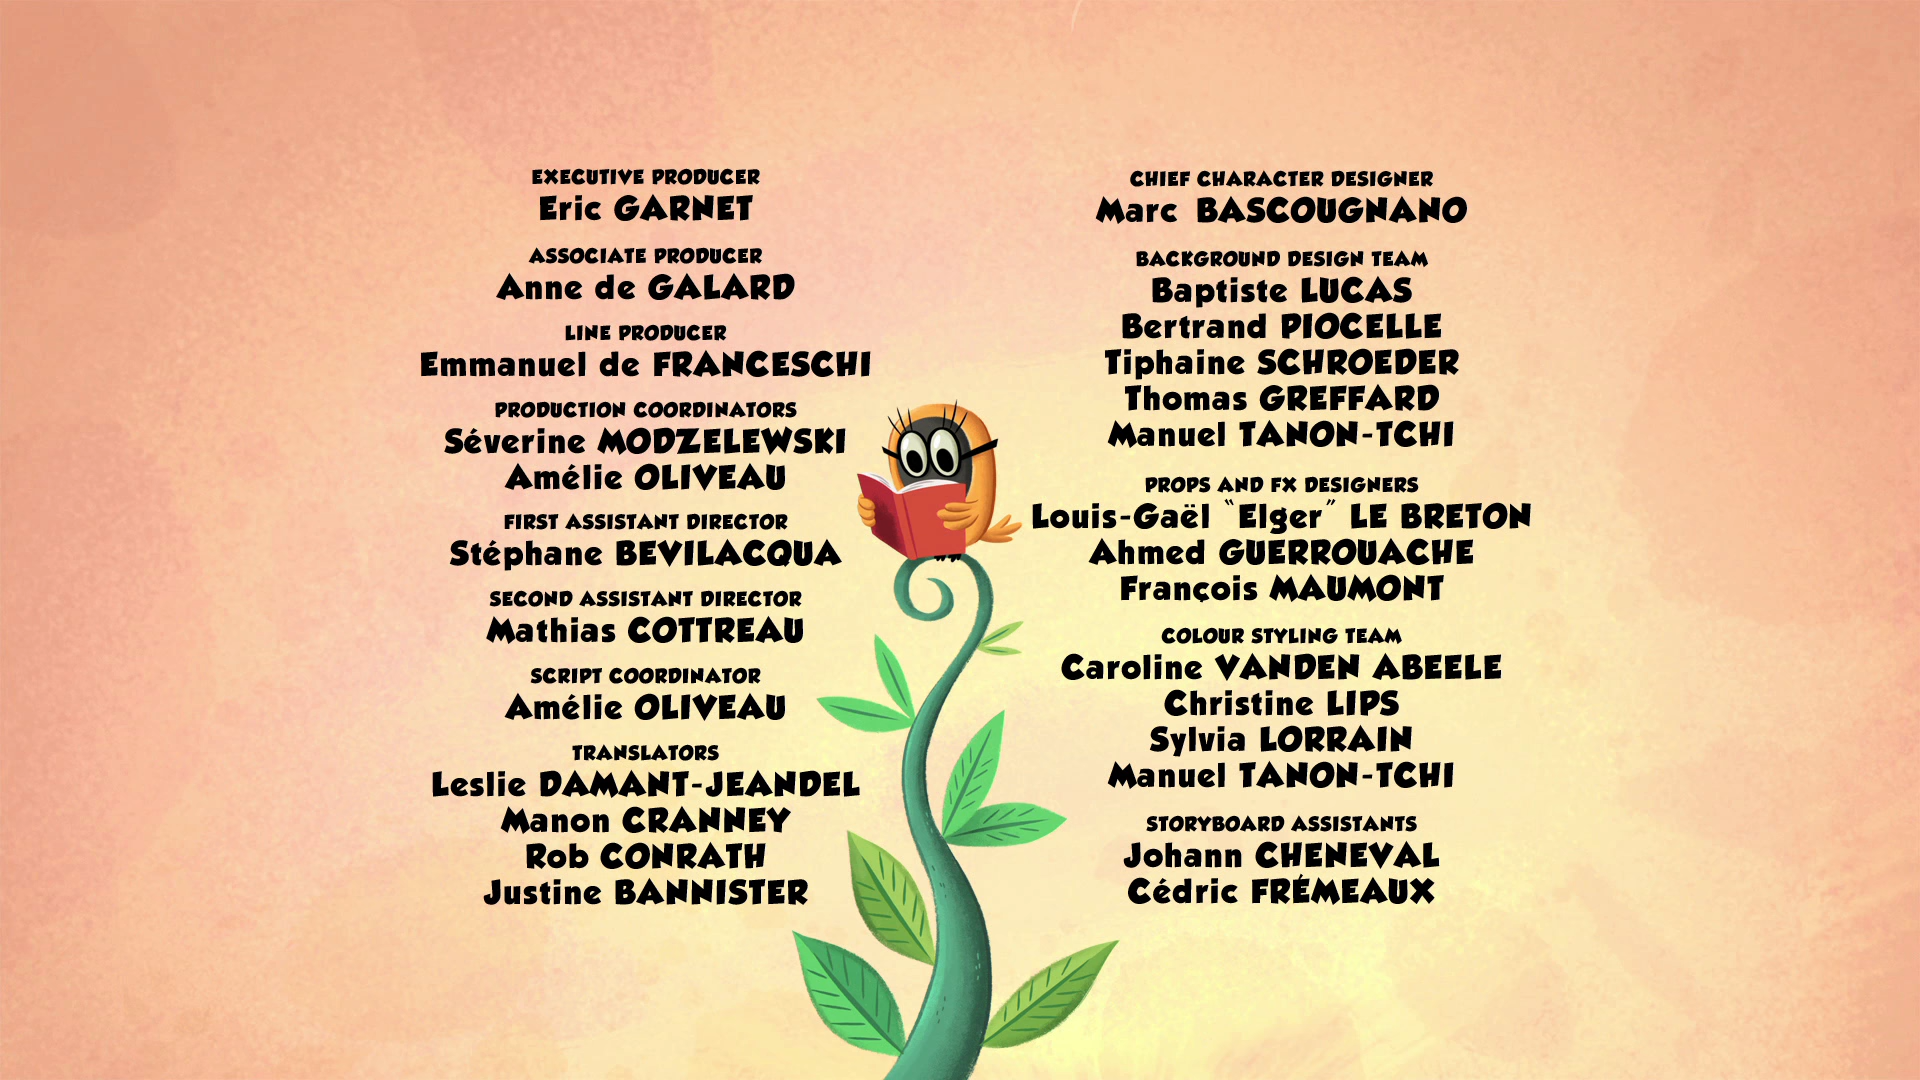 EXECUTIVE PRODUCER
Eric GARNET
ASSOCIATE PRODUCER
Anne de GALARD
LINE PRODUCER
Emmanuel de FRANCESCHI
PRODUCTION COORDINATORS
Séverine MODZELEWSKI
Amélie OLIVEAU
FIRST ASSISTANT DIRECTOR
Stéphane BEVILACQUA
SECOND ASSISTANT DIRECTOR
Mathias COTTREAU
SCRIPT COORDINATOR
Amélie OLIVEAU
TRANSLATORS
Leslie DAMANT-JEANDEL
Manon CRANNEY
Rob CONRATH
Justine BANNISTER
CHIEF CHARACTER DESIGNER
Marc BASCOUGNANO
BACKGROUND DESIGN TEAM
Baptiste LUCAS
Bertrand PIOCELLE
Tiphaine SCHROEDER
Thomas GREFFARD
Manuel TANON-TCHI
PROPS AND FX DESIGNERS
Louis-Gaël "Elger" LE BRETON
Ahmed GUERROUACHE
François MAUMONT
COLOUR STYLING TEAM
Caroline VANDEN ABEELE
Christine LIPS
Sylvia LORRAIN
Manuel TANON-TCHI
STORYBOARD ASSISTANTS
Johann CHENEVAL
Cédric FRÉMEAUX